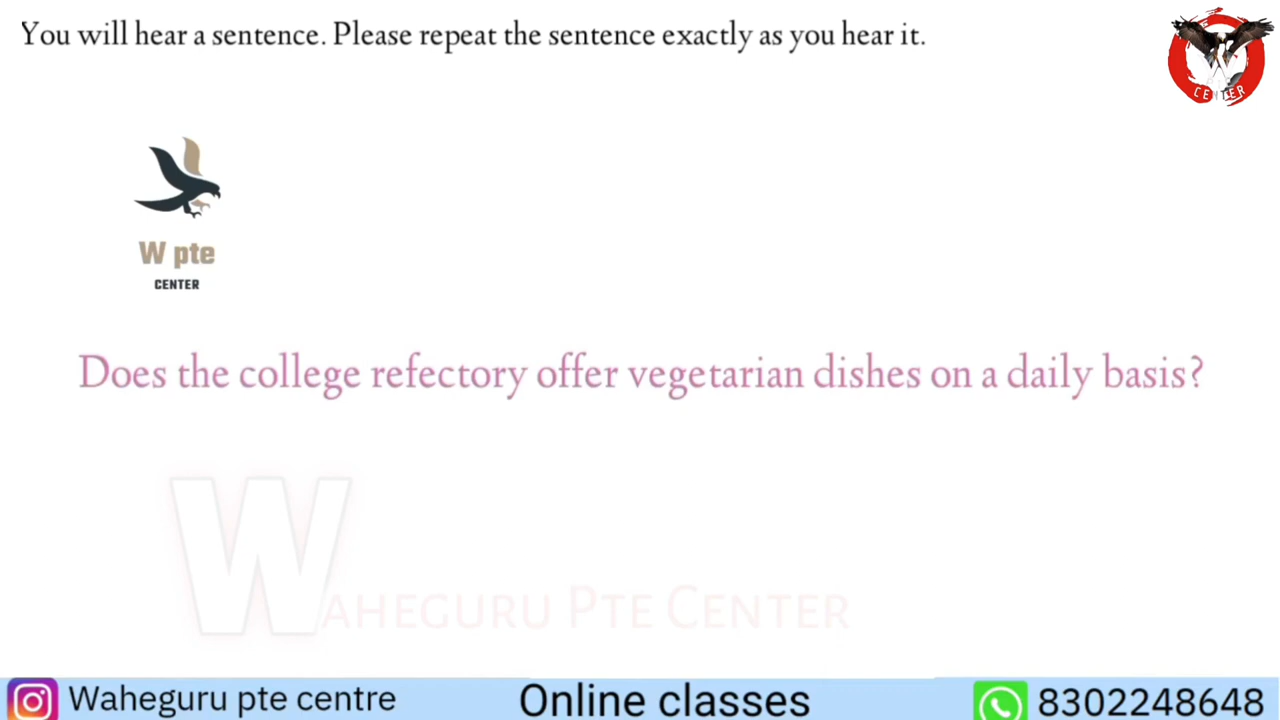 You will hear a sentence. Please repeat the sentence exactly as you hear it.
W
CENTER
W pte
CENTER
Does the college refectory offer vegetarian dishes on a daily basis?
WAHEGURU PTE CENTER
Waheguru pte centre
Online classes
8302248648